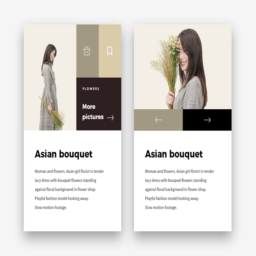 FLOWERS
More
pictures →
Asian bouquet
Woman and flowers. Asian girl florist in tender
lacy dress with bouquet flowers standing
against floral background in flower shop.
Playful fashion model looking away.
Slow motion footage.
← →
Asian bouquet
Woman and flowers. Asian girl florist in tender
lacy dress with bouquet flowers standing
against floral background in flower shop.
Playful fashion model looking away.
Slow motion footage.